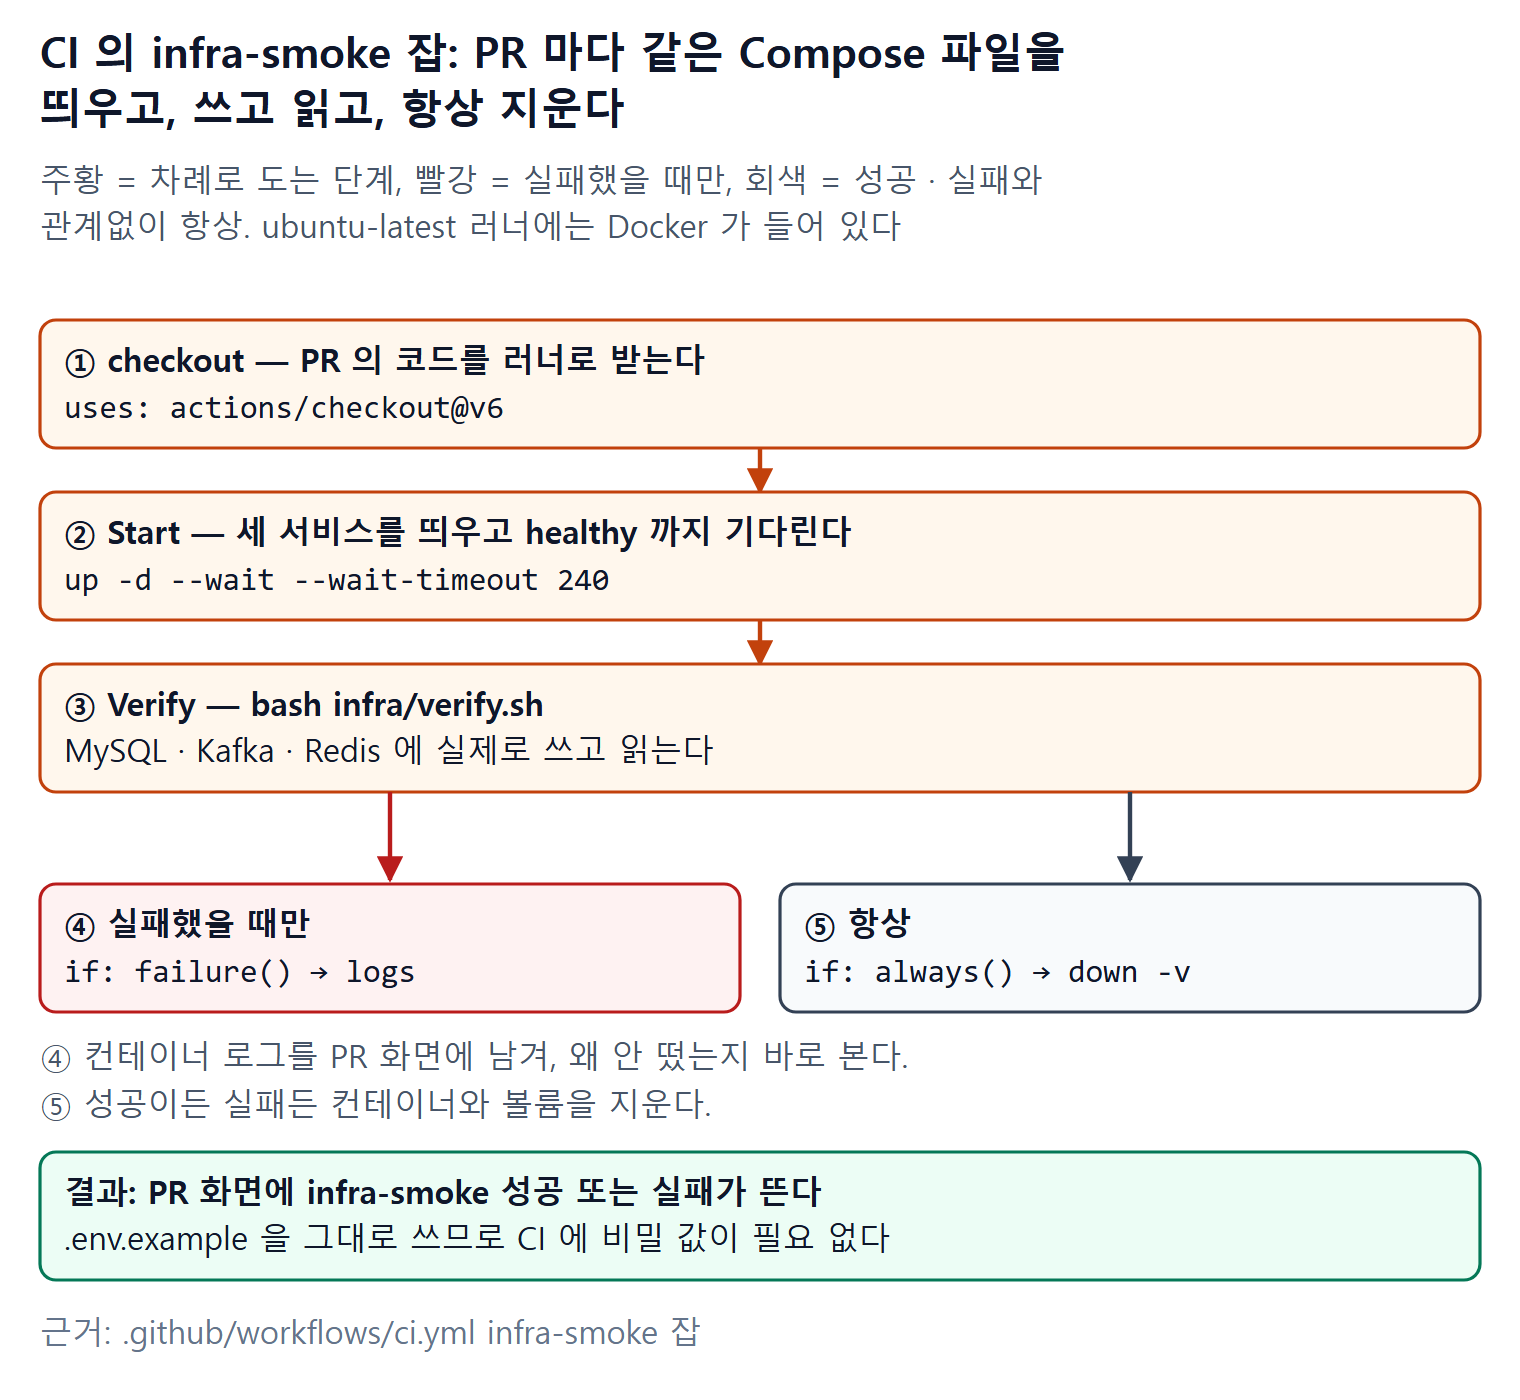 CI 의 infra-smoke 잡: PR 마다 같은 Compose 파일을
띄우고, 쓰고 읽고, 항상 지운다
주황 = 차례로 도는 단계, 빨강 = 실패했을 때만, 회색 = 성공 · 실패와
관계없이 항상. ubuntu-latest 러너에는 Docker 가 들어 있다
① checkout — PR 의 코드를 러너로 받는다
uses: actions/checkout@v6
② Start — 세 서비스를 띄우고 healthy 까지 기다린다
up -d --wait --wait-timeout 240
③ Verify — bash infra/verify.sh
MySQL · Kafka · Redis 에 실제로 쓰고 읽는다
④ 실패했을 때만
if: failure() → logs
⑤ 항상
if: always() → down -v
④ 컨테이너 로그를 PR 화면에 남겨, 왜 안 떴는지 바로 본다.
⑤ 성공이든 실패든 컨테이너와 볼륨을 지운다.
결과: PR 화면에 infra-smoke 성공 또는 실패가 뜬다
.env.example 을 그대로 쓰므로 CI 에 비밀 값이 필요 없다
근거: .github/workflows/ci.yml infra-smoke 잡